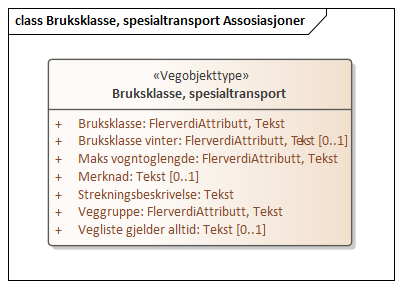 class Bruksklasse, spesialtransport Assosiasjoner
«Vegobjekttype»
Bruksklasse, spesialtransport
+ Bruksklasse: FlerverdiAttributt, Tekst
+ Bruksklasse vinter: FlerverdiAttributt, Tekst [0..1]
+ Maks vogntoglengde: FlerverdiAttributt, Tekst
+ Merknad: Tekst [0..1]
+ Strekningsbeskrivelse: Tekst
+ Veggruppe: FlerverdiAttributt, Tekst
+ Vegliste gjelder alltid: Tekst [0..1]